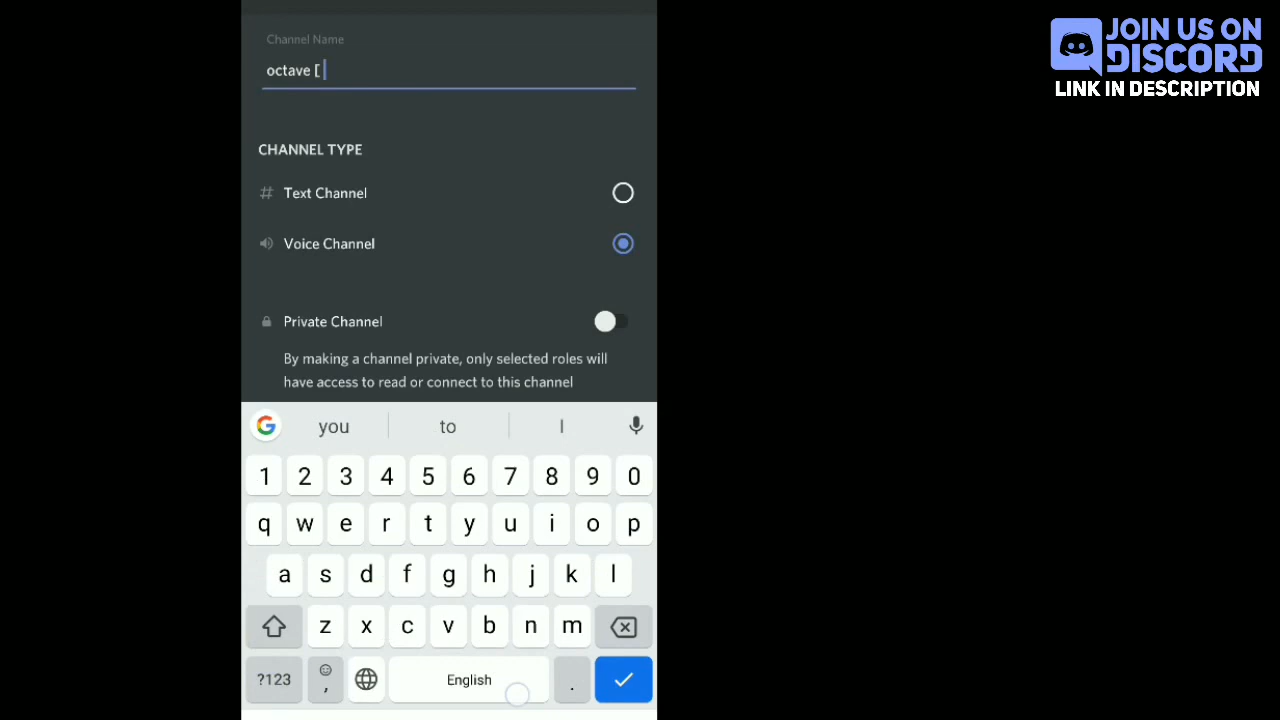 Channel Name
octave [
CHANNEL TYPE
# Text Channel
Voice Channel
Private Channel
By making a channel private, only selected roles will
have access to read or connect to this channel
G you to I
1 2 3 4 5 6 7 8 9 0
q w e r t y u i o p
a s d f g h j k l
z x c v b n m
?123 , English .
JOIN US ON
DISCORD
LINK IN DESCRIPTION